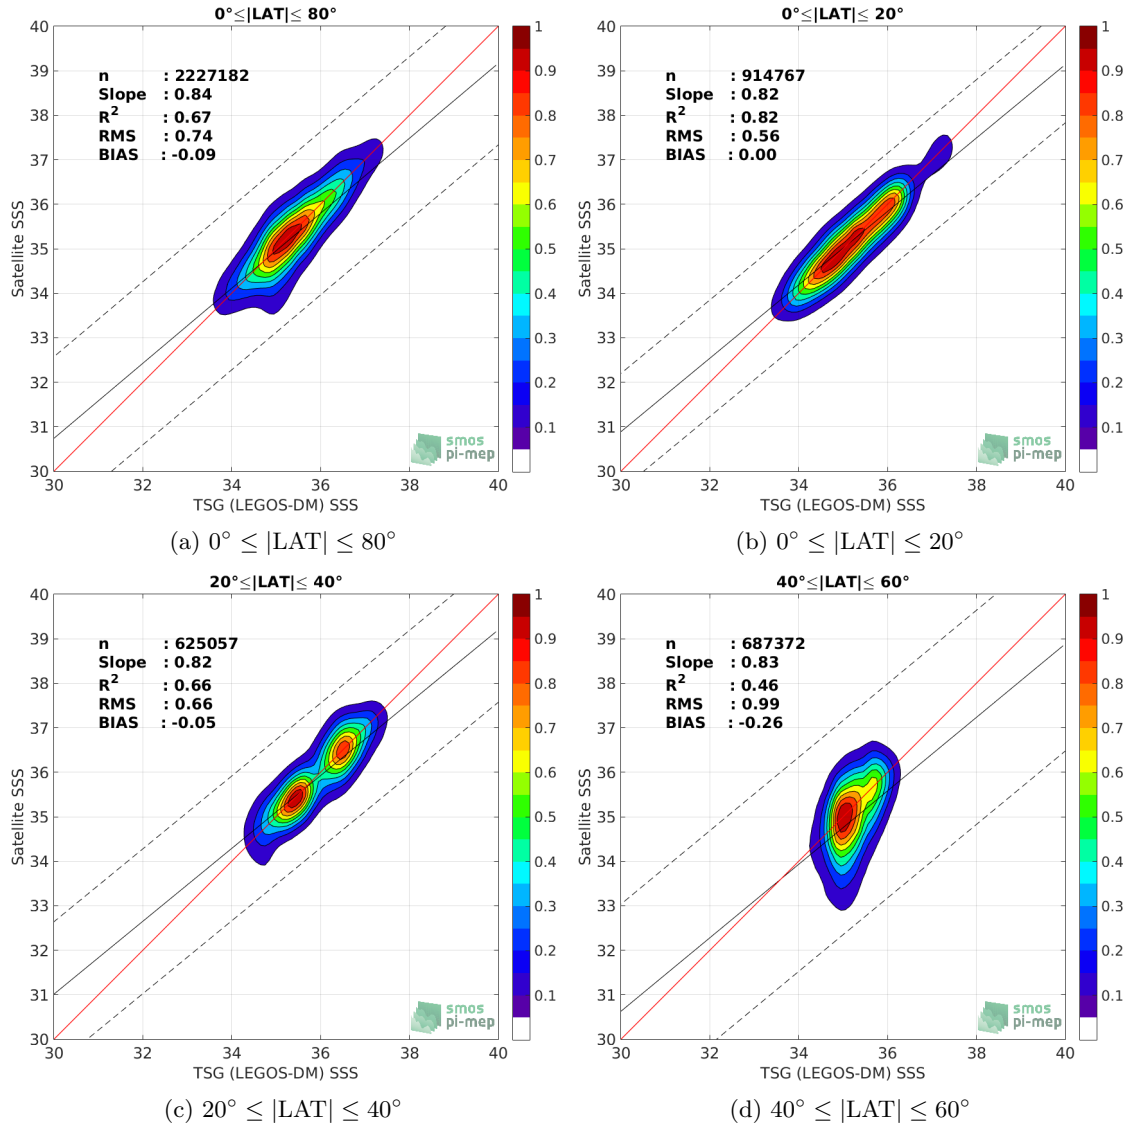 0°≤|LAT|≤ 80°
n : 2227182
Slope : 0.84
R2 : 0.67
RMS : 0.74
BIAS : -0.09
Satellite SSS
40
39
38
37
36
35
34
33
32
31
30
30 32 34 36 38 40
TSG (LEGOS-DM) SSS
1
0.9
0.8
0.7
0.6
0.5
0.4
0.3
0.2
0.1
smos
pi-mep
(a) 0° ≤ |LAT| ≤ 80°
0°≤|LAT|≤ 20°
n : 914767
Slope : 0.82
R2 : 0.82
RMS : 0.56
BIAS : 0.00
Satellite SSS
40
39
38
37
36
35
34
33
32
31
30
30 32 34 36 38 40
TSG (LEGOS-DM) SSS
1
0.9
0.8
0.7
0.6
0.5
0.4
0.3
0.2
0.1
smos
pi-mep
(b) 0° ≤ |LAT| ≤ 20°
20°≤|LAT|≤ 40°
n : 625057
Slope : 0.82
R2 : 0.66
RMS : 0.66
BIAS : -0.05
Satellite SSS
40
39
38
37
36
35
34
33
32
31
30
30 32 34 36 38 40
TSG (LEGOS-DM) SSS
1
0.9
0.8
0.7
0.6
0.5
0.4
0.3
0.2
0.1
smos
pi-mep
(c) 20° ≤ |LAT| ≤ 40°
40°≤|LAT|≤ 60°
n : 687372
Slope : 0.83
R2 : 0.46
RMS : 0.99
BIAS : -0.26
Satellite SSS
40
39
38
37
36
35
34
33
32
31
30
30 32 34 36 38 40
TSG (LEGOS-DM) SSS
1
0.9
0.8
0.7
0.6
0.5
0.4
0.3
0.2
0.1
smos
pi-mep
(d) 40° ≤ |LAT| ≤ 60°